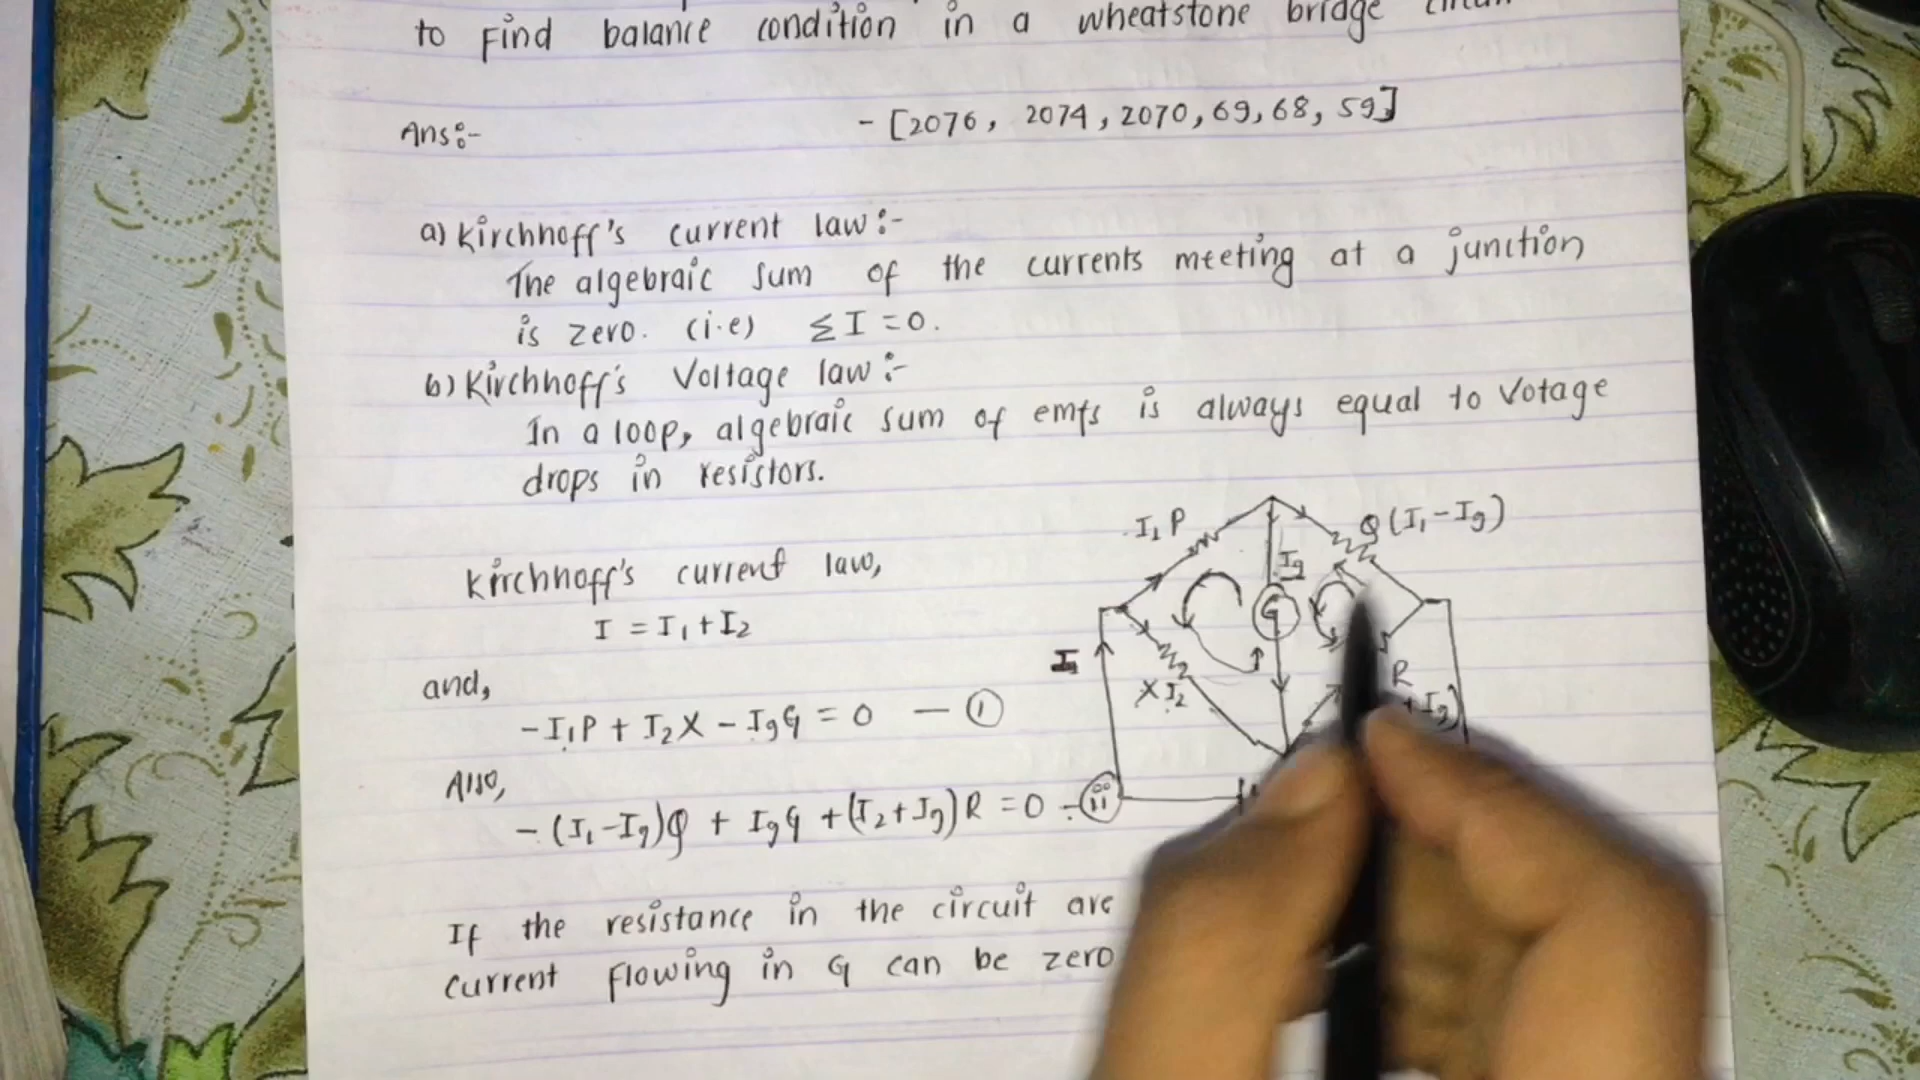 to Find balance condition in a wheatstone bridge
- [2076, 2074, 2070, 69, 68, 59]
Ans:-
a) Kirchhoff's current law :-
The algebraic sum of the currents meeting at a junction
is zero. (i.e) ΣI = 0.
b) Kirchhoff's Voltage law :-
In a loop, algebraic sum of emfs is always equal to Votage
drops in resistors.
I₁ P
Q (I₁ - Ig)
Ig
G
I
X I₂
R
+ Ig)
Kirchhoff's current law,
I = I₁ + I₂
and,
- I₁P + I₂X - IgG = 0 — (i)
Also,
- (I₁ - Ig)Q + IgG + (I₂ + Ig)R = 0 - (ii)
If the resistance in the circuit are
current flowing in G can be zero